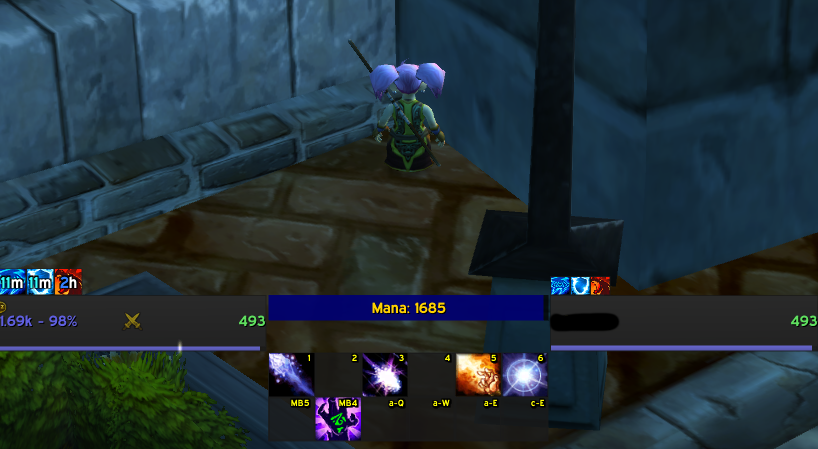 11m 11m 2h
1.69k - 98%
493
Mana: 1685
493
1 2 3 4 5 6
MB5 MB4 a-Q a-W a-E c-E